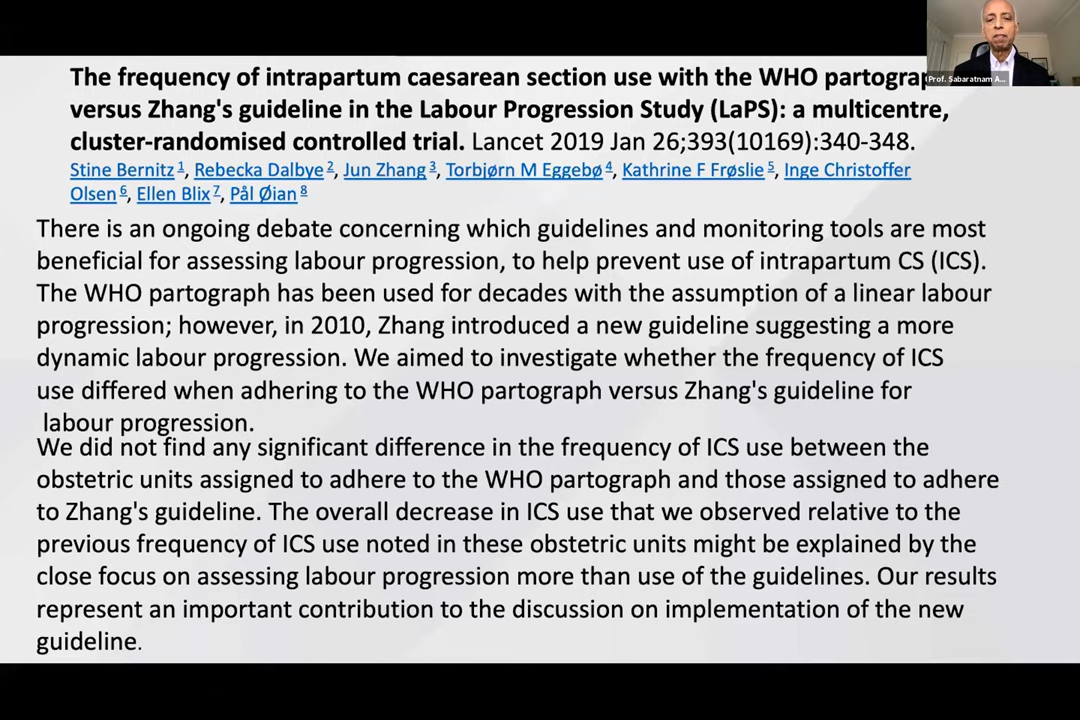 The frequency of intrapartum caesarean section use with the WHO partograp
versus Zhang's guideline in the Labour Progression Study (LaPS): a multicentre,
cluster-randomised controlled trial. Lancet 2019 Jan 26;393(10169):340-348.
Stine Bernitz 1, Rebecka Dalbye 2, Jun Zhang 3, Torbjørn M Eggebø 4, Kathrine F Frøslie 5, Inge Christoffer
Olsen 6, Ellen Blix 7, Pål Øian 8
There is an ongoing debate concerning which guidelines and monitoring tools are most
beneficial for assessing labour progression, to help prevent use of intrapartum CS (ICS).
The WHO partograph has been used for decades with the assumption of a linear labour
progression; however, in 2010, Zhang introduced a new guideline suggesting a more
dynamic labour progression. We aimed to investigate whether the frequency of ICS
use differed when adhering to the WHO partograph versus Zhang's guideline for
labour progression.
We did not find any significant difference in the frequency of ICS use between the
obstetric units assigned to adhere to the WHO partograph and those assigned to adhere
to Zhang's guideline. The overall decrease in ICS use that we observed relative to the
previous frequency of ICS use noted in these obstetric units might be explained by the
close focus on assessing labour progression more than use of the guidelines. Our results
represent an important contribution to the discussion on implementation of the new
guideline.
Prof. Sabaratnam A...